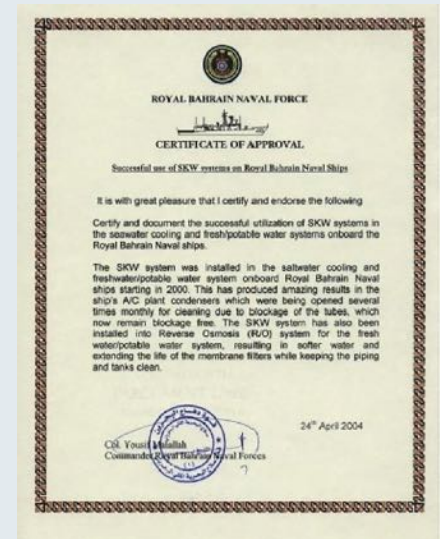 ROYAL BAHRAIN NAVAL FORCE
CERTIFICATE OF APPROVAL
Successful use of SKW systems on Royal Bahrain Naval Ships
It is with great pleasure that I certify and endorse the following
Certify and document the successful utilization of SKW systems in
the seawater cooling and fresh/potable water systems onboard the
Royal Bahrain Naval ships.
The SKW system was installed in the saltwater cooling and
freshwater/potable water system onboard Royal Bahrain Naval
ships starting in 2000. This has produced amazing results in the
ship's A/C plant condensers which were being opened several
times monthly for cleaning due to blockage of the tubes, which
now remain blockage free. The SKW system has also been
installed into Reverse Osmosis (R/O) system for the fresh
water/potable water system, resulting in softer water and
extending the life of the membrane filters while keeping the piping
and tanks clean.
24th April 2004
Col. Yousif
Commander Royal Bahrain Naval Forces